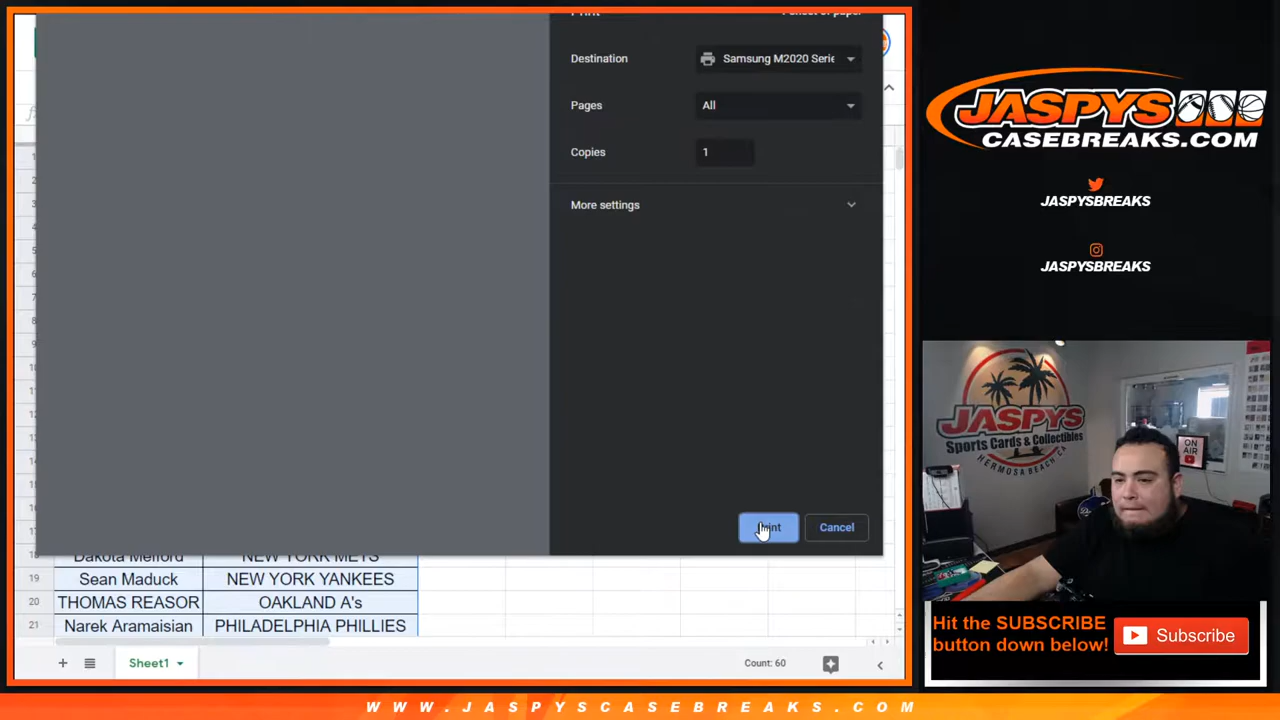 Destination
Samsung M2020 Serie
Pages
All
Copies
1
More settings
Print
Cancel
18 Dakota Mefford NEW YORK METS
19 Sean Maduck NEW YORK YANKEES
20 THOMAS REASOR OAKLAND A's
21 Narek Aramaisian PHILADELPHIA PHILLIES
Sheet1
Count: 60
JASPYS
CASEBREAKS.COM
JASPYSBREAKS
JASPYSBREAKS
JASPYS
Sports Cards & Collectibles
HERMOSA BEACH CA
ON
AIR
Hit the SUBSCRIBE
button down below!
Subscribe
WWW.JASPYSCASEBREAKS.COM